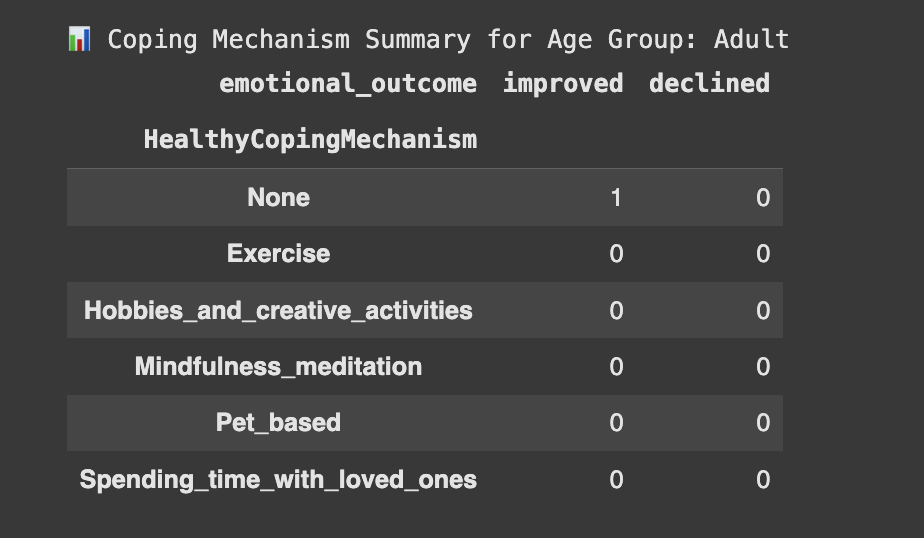 📊 Coping Mechanism Summary for Age Group: Adult
emotional_outcome improved declined
HealthyCopingMechanism
None 1 0
Exercise 0 0
Hobbies_and_creative_activities 0 0
Mindfulness_meditation 0 0
Pet_based 0 0
Spending_time_with_loved_ones 0 0